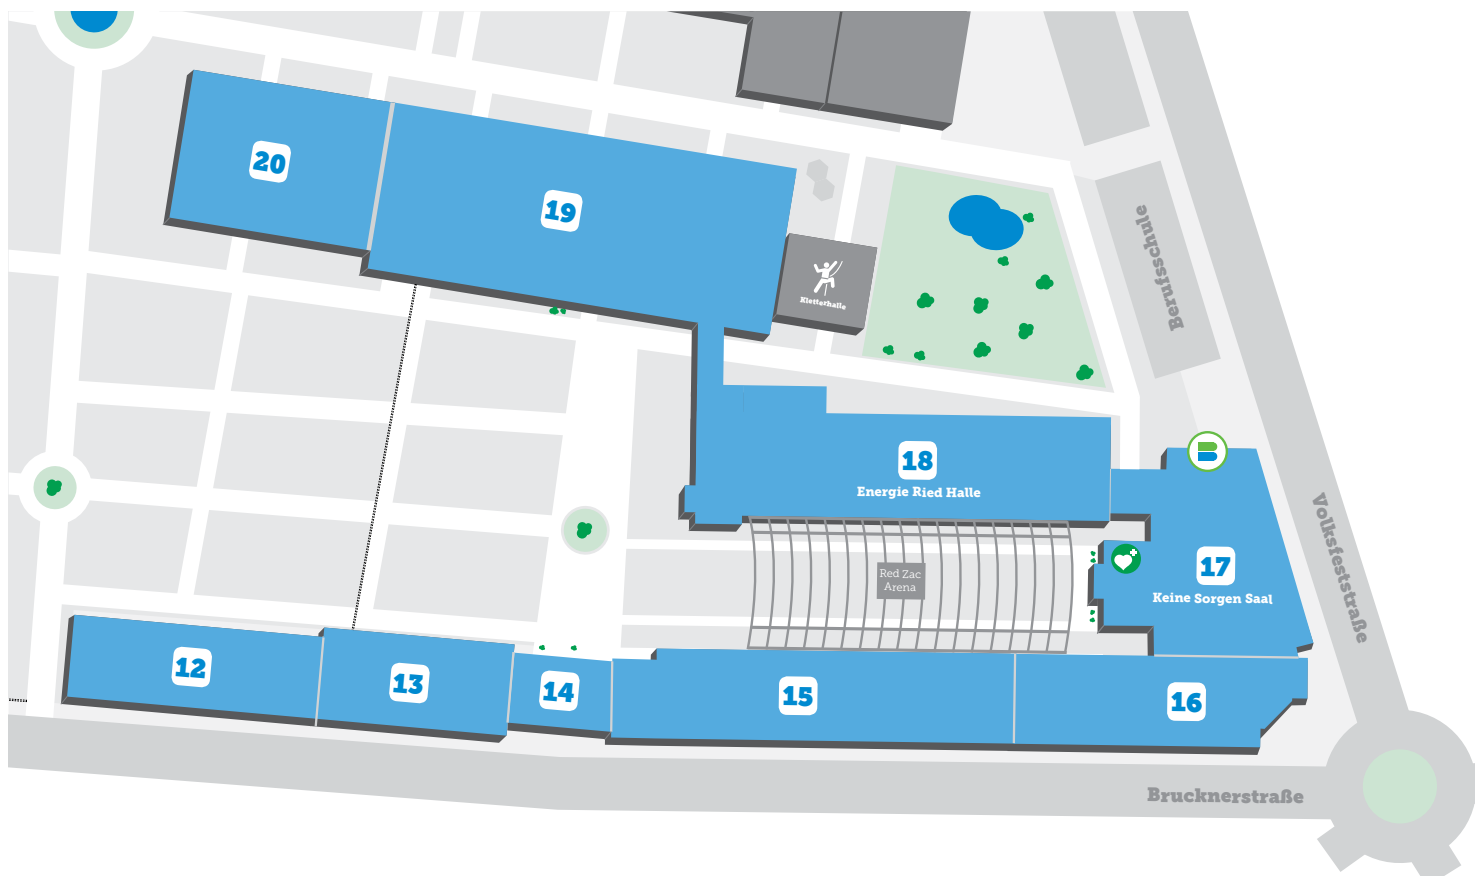 20
19
Kletterhalle
Berufsschule
18
Energie Ried Halle
B
17
Keine Sorgen Saal
Volksfeststraße
Red Zac
Arena
12
13
14
15
16
Brucknerstraße